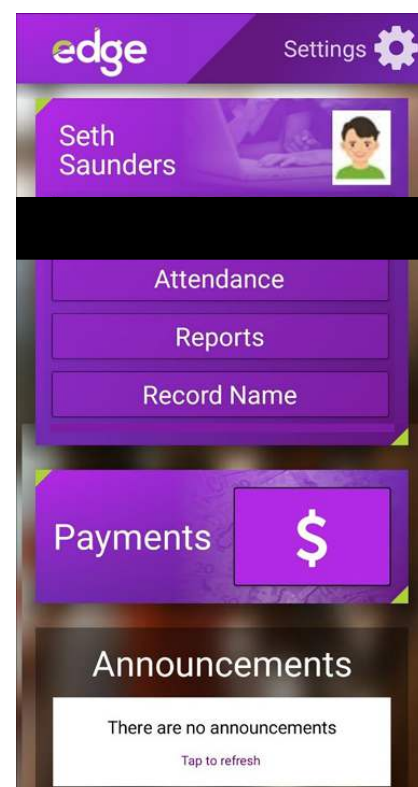 edge
Settings
Seth
Saunders
Attendance
Reports
Record Name
Payments
$
Announcements
There are no announcements
Tap to refresh